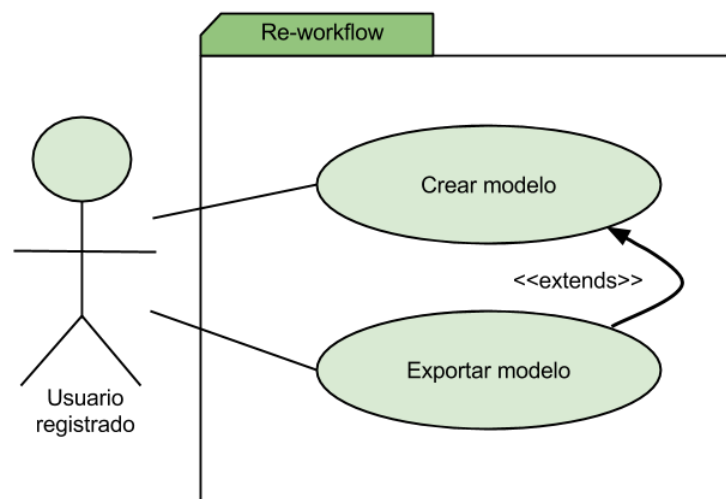 Re-workflow
Crear modelo
<<extends>>
Exportar modelo
Usuario
registrado